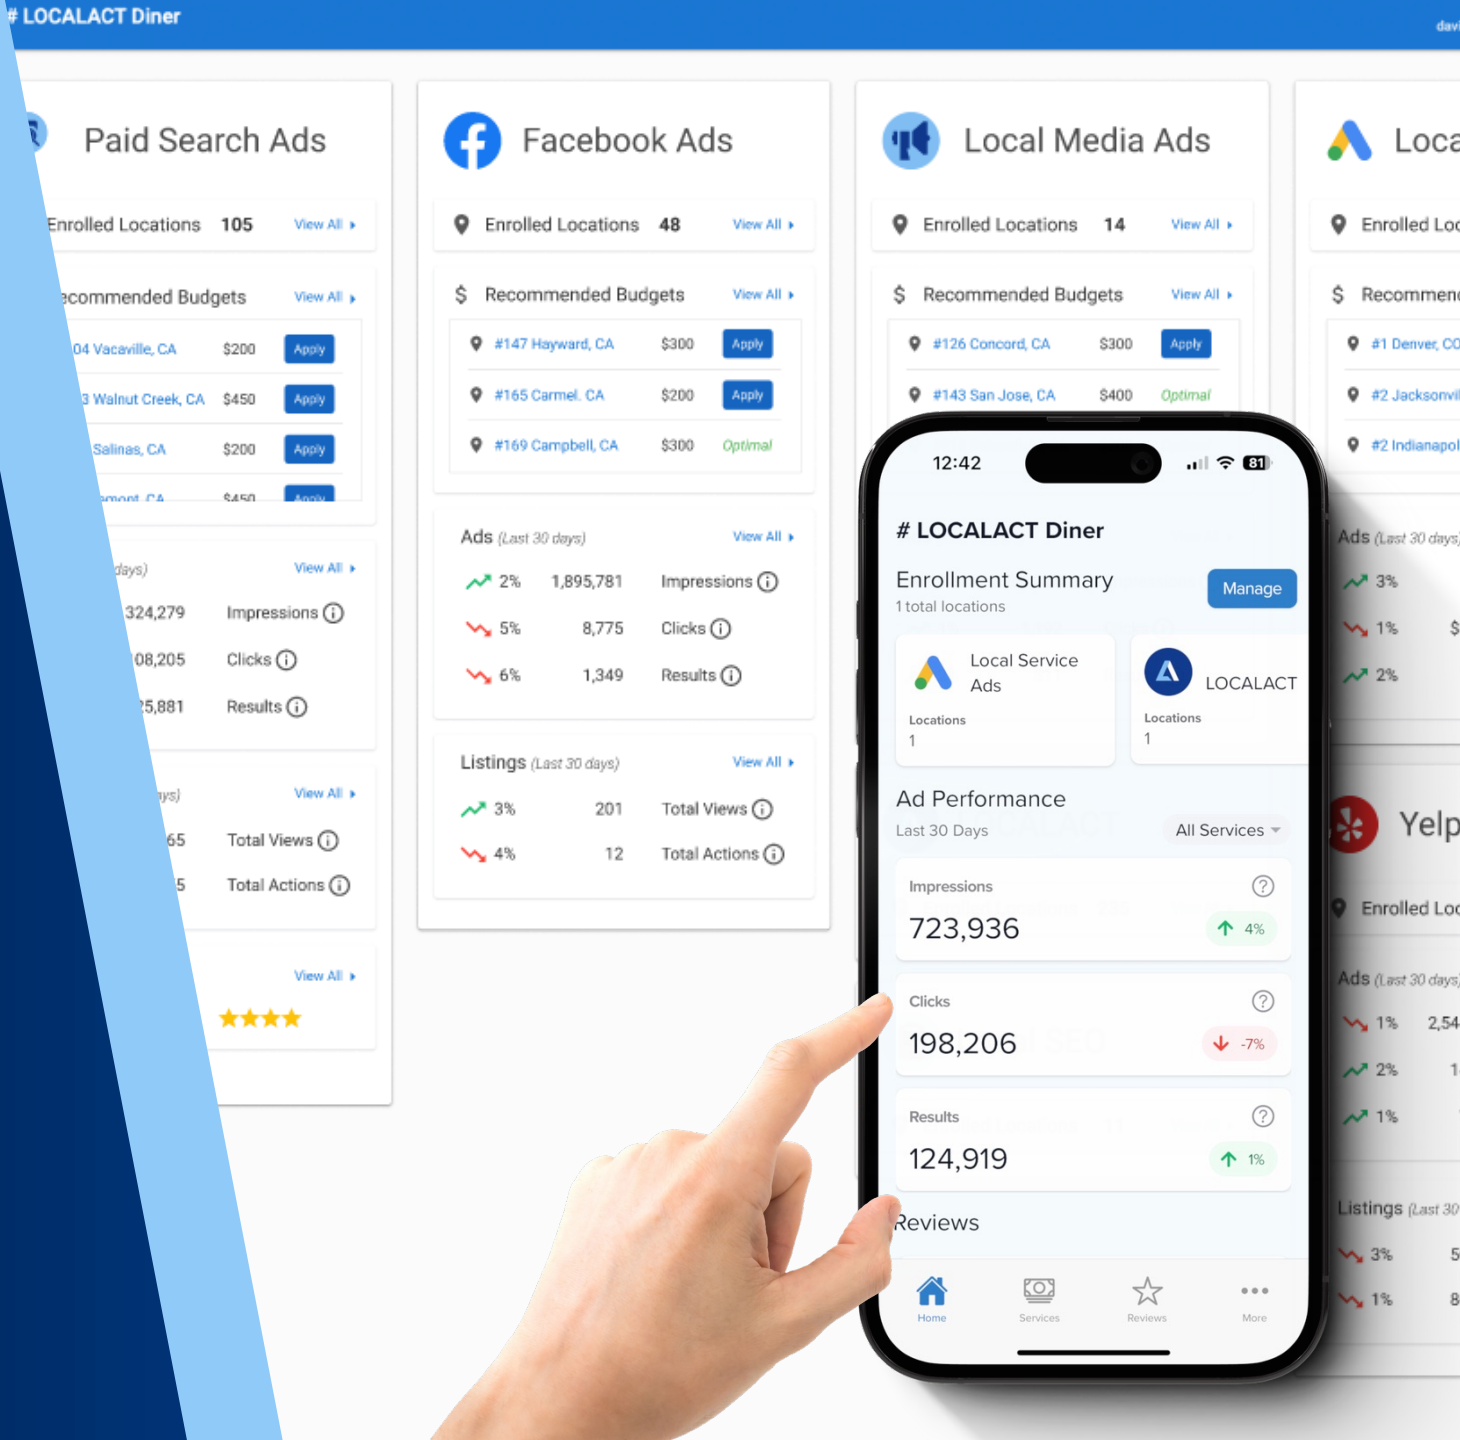 # LOCALACT Diner
Paid Search Ads
Enrolled Locations 105 View All
Recommended Budgets View All
04 Vacaville, CA $200 Apply
3 Walnut Creek, CA $450 Apply
Salinas, CA $200 Apply
CA $450 Apply
days) View All
324,279 Impressions
08,205 Clicks
25,881 Results
View All
65 Total Views
5 Total Actions
View All
Facebook Ads
Enrolled Locations 48 View All
$ Recommended Budgets View All
#147 Hayward, CA $300 Apply
#165 Carmel. CA $200 Apply
#169 Campbell, CA $300 Optimal
Ads (Last 30 days) View All
2% 1,895,781 Impressions
5% 8,775 Clicks
6% 1,349 Results
Listings (Last 30 days) View All
3% 201 Total Views
4% 12 Total Actions
Local Media Ads
Enrolled Locations 14 View All
$ Recommended Budgets View All
#126 Concord, CA $300 Apply
#143 San Jose, CA $400 Optimal
12:42
81
# LOCALACT Diner
Enrollment Summary
1 total locations
Manage
Local Service
Ads
Locations
1
LOCALACT
Locations
1
Ad Performance
Last 30 Days
All Services
Impressions
723,936
4%
Clicks
198,206
-7%
Results
124,919
1%
Reviews
Home
Services
Reviews
More
davi
Loca
Enrolled Loc
$ Recommen
#1 Denver, CO
#2 Jacksonvil
#2 Indianapol
Ads (Last 30 days)
3%
1% $
2%
Yelp
Enrolled Loc
Ads (Last 30 days)
1% 2,54
2% 1
1%
Listings (Last 30
3% 5
1% 8